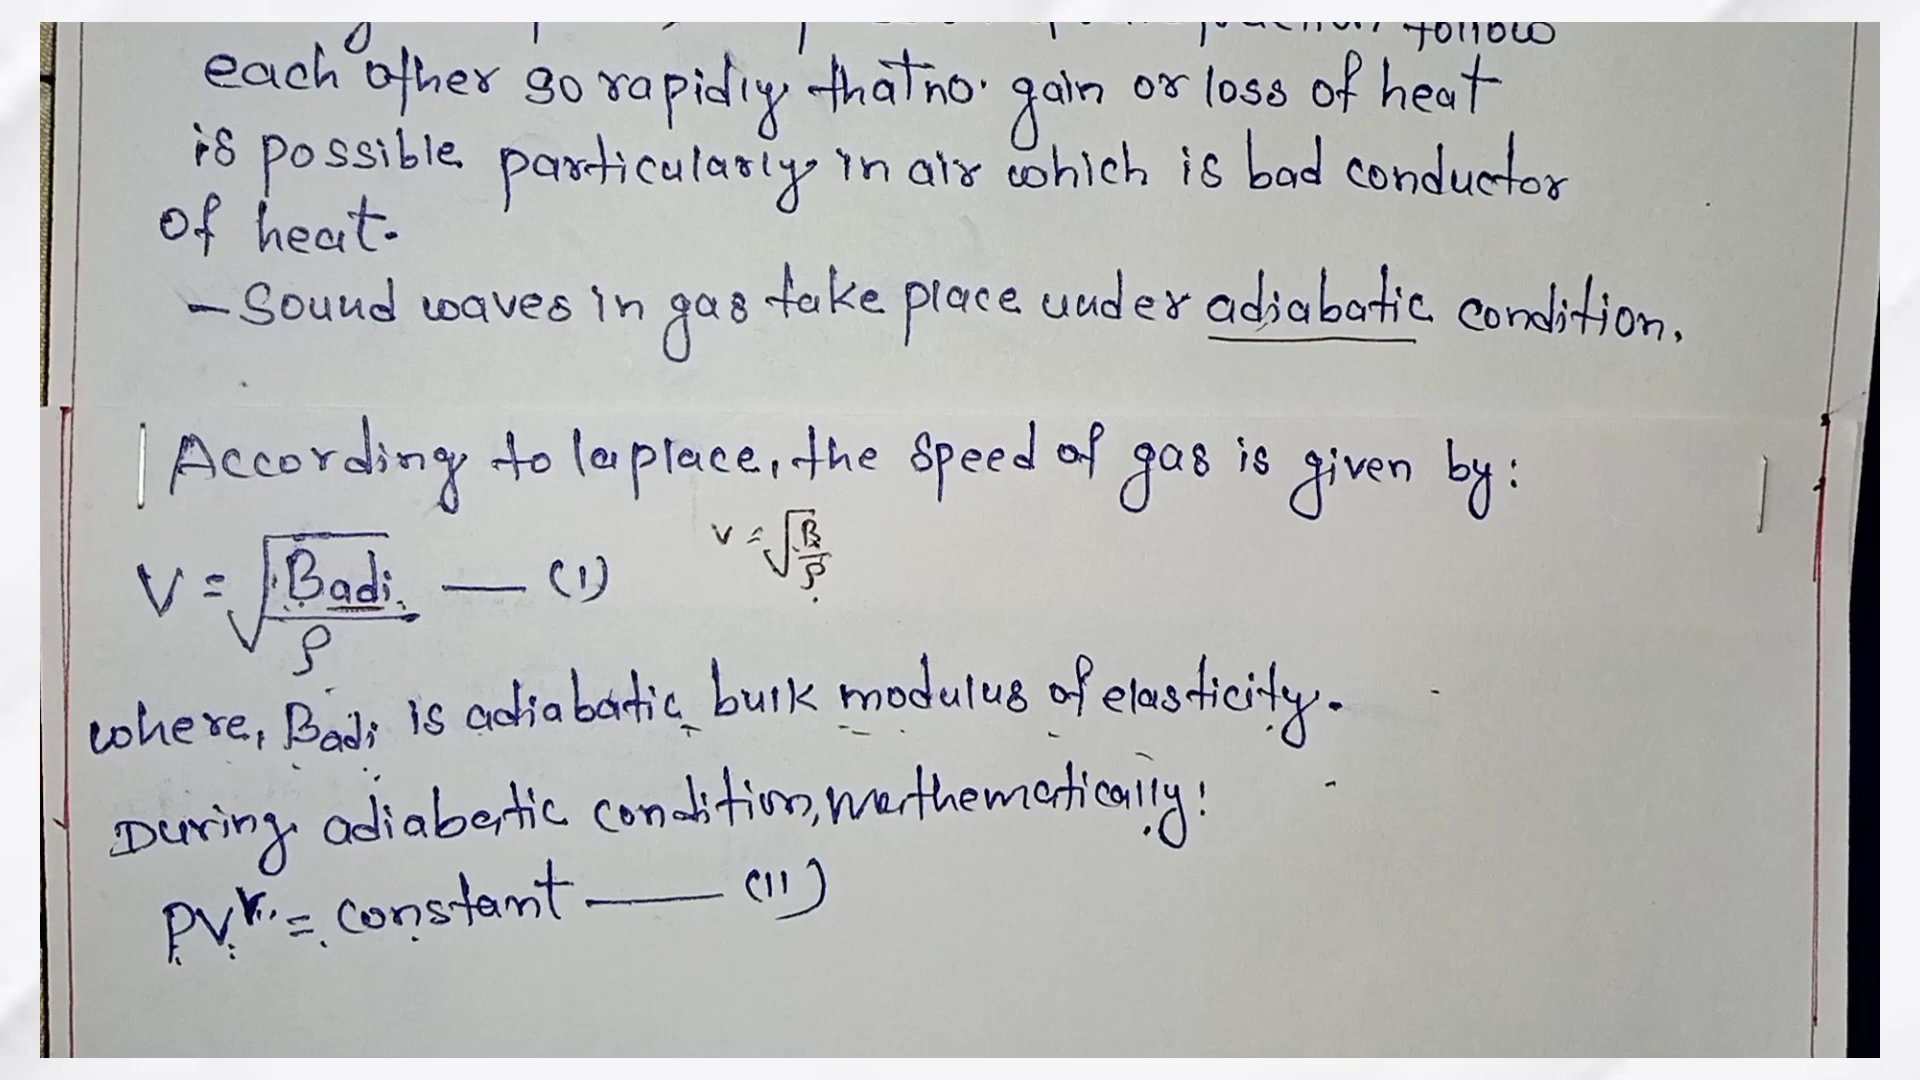 follow
each other so rapidly that no gain or loss of heat
is possible particularly in air which is bad conductor
of heat.
- Sound waves in gas take place under adiabatic condition.
According to laplace, the speed of gas is given by:
V = √(Badi/ρ) — (I)
v = √(B/ρ)
where, Badi is adiabatic bulk modulus of elasticity.
During adiabatic condition, mathematically:
PV^γ = constant — (II)